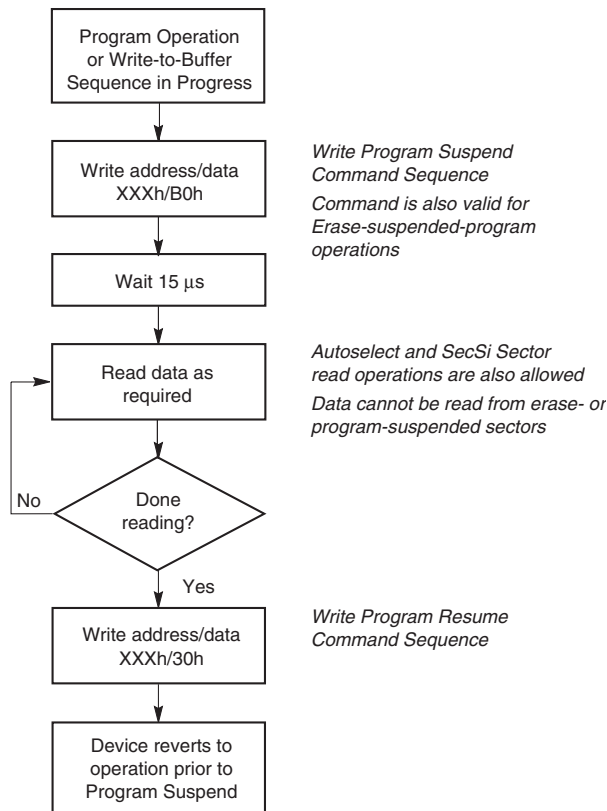 Program Operation
or Write-to-Buffer
Sequence in Progress
Write address/data
XXXh/B0h
Write Program Suspend
Command Sequence
Command is also valid for
Erase-suspended-program
operations
Wait 15 μs
Read data as
required
Autoselect and SecSi Sector
read operations are also allowed
Data cannot be read from erase- or
program-suspended sectors
No
Done
reading?
Yes
Write address/data
XXXh/30h
Write Program Resume
Command Sequence
Device reverts to
operation prior to
Program Suspend